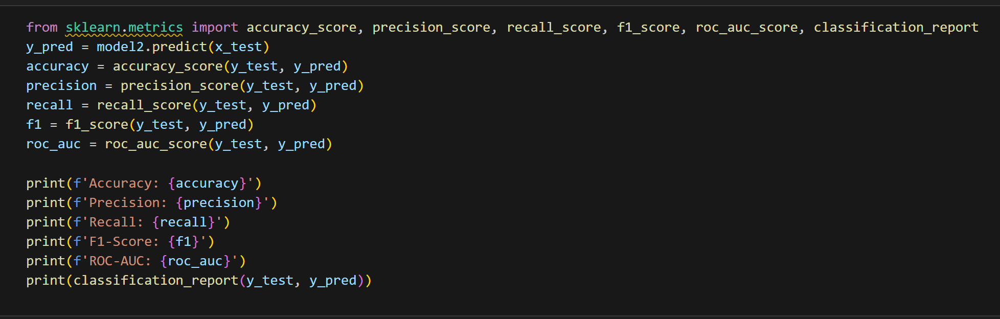 from sklearn.metrics import accuracy_score, precision_score, recall_score, f1_score, roc_auc_score, classification_report
y_pred = model2.predict(x_test)
accuracy = accuracy_score(y_test, y_pred)
precision = precision_score(y_test, y_pred)
recall = recall_score(y_test, y_pred)
f1 = f1_score(y_test, y_pred)
roc_auc = roc_auc_score(y_test, y_pred)

print(f'Accuracy: {accuracy}')
print(f'Precision: {precision}')
print(f'Recall: {recall}')
print(f'F1-Score: {f1}')
print(f'ROC-AUC: {roc_auc}')
print(classification_report(y_test, y_pred))